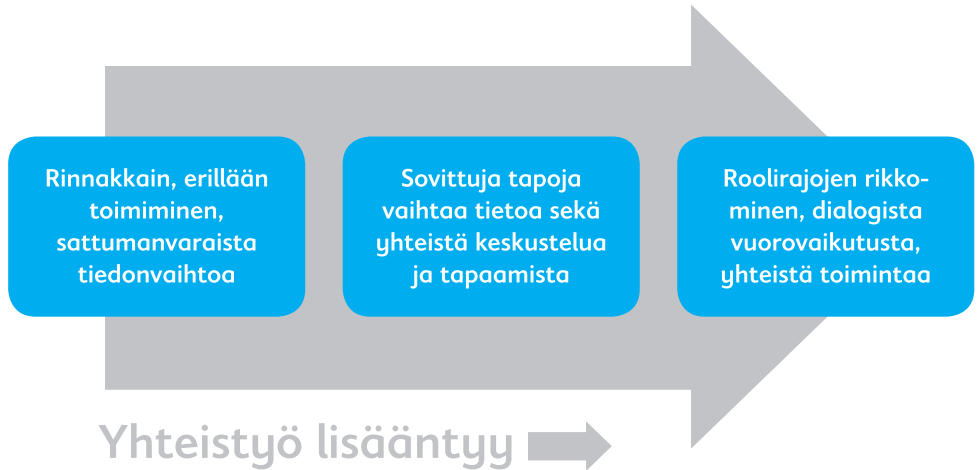 Rinnakkain, erillään
toimiminen,
sattumanvaraista
tiedonvaihtoa
Sovittuja tapoja
vaihtaa tietoa sekä
yhteistä keskustelua
ja tapaamista
Roolirajojen rikko-
minen, dialogista
vuorovaikutusta,
yhteistä toimintaa
Yhteistyö lisääntyy